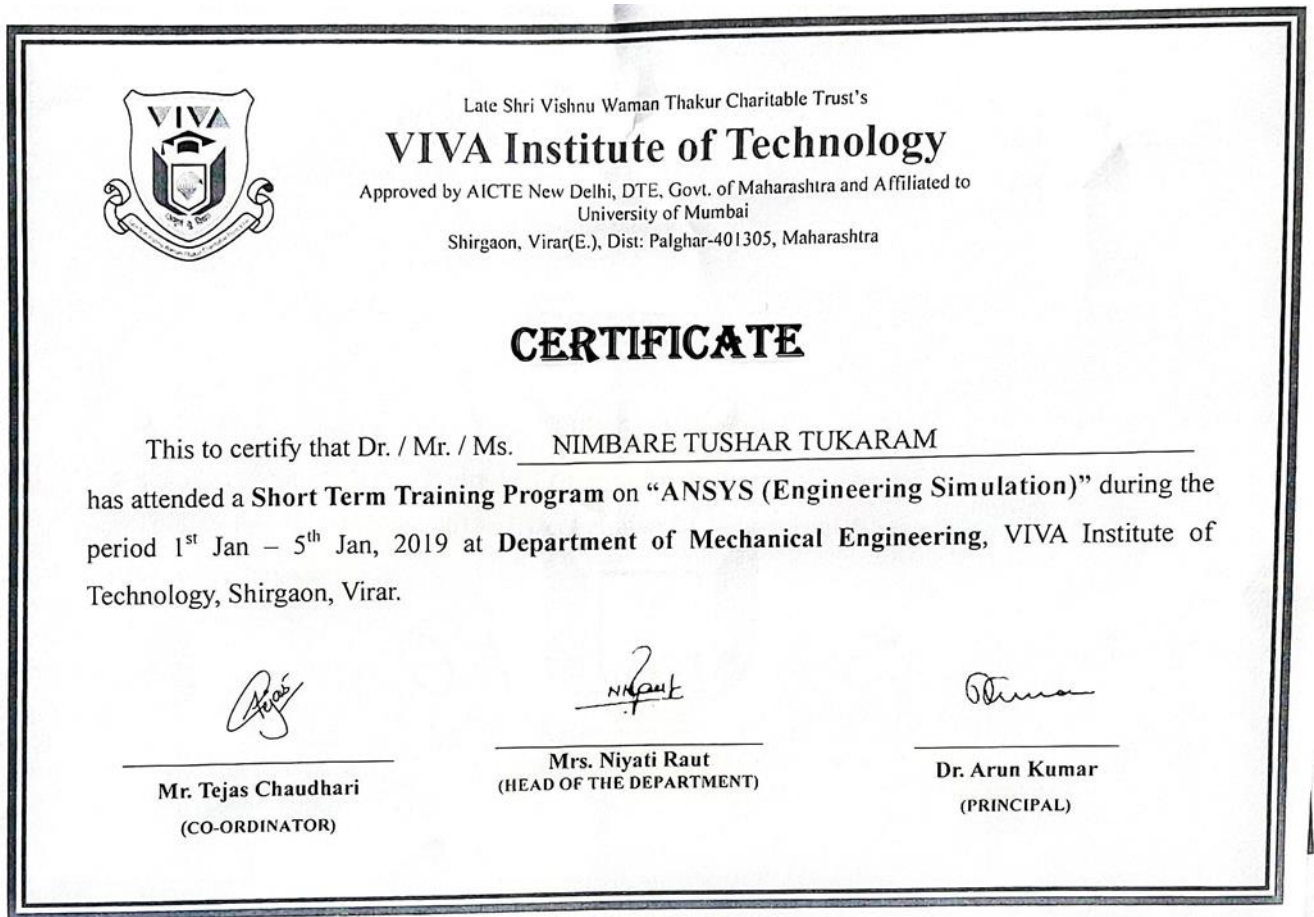 VIVA
Late Shri Vishnu Waman Thakur Charitable Trust's
VIVA Institute of Technology
Approved by AICTE New Delhi, DTE, Govt. of Maharashtra and Affiliated to
University of Mumbai
Shirgaon, Virar(E.), Dist: Palghar-401305, Maharashtra
CERTIFICATE
This to certify that Dr. / Mr. / Ms. NIMBARE TUSHAR TUKARAM
has attended a Short Term Training Program on “ANSYS (Engineering Simulation)” during the
period 1st Jan – 5th Jan, 2019 at Department of Mechanical Engineering, VIVA Institute of
Technology, Shirgaon, Virar.
Tejas
NRaut
Mr. Tejas Chaudhari
(CO-ORDINATOR)
Mrs. Niyati Raut
(HEAD OF THE DEPARTMENT)
Dr. Arun Kumar
(PRINCIPAL)